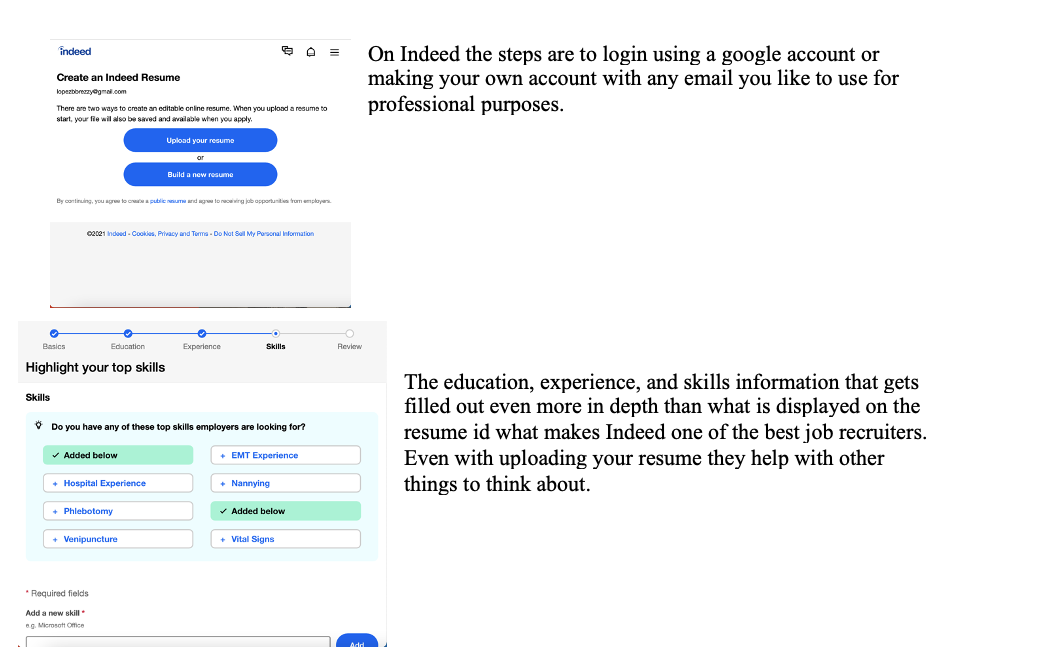 indeed
Create an Indeed Resume
lopezbbrezzy@gmail.com
There are two ways to create an editable online resume. When you upload a resume to
start, your file will also be saved and available when you apply.
Upload your resume
or
Build a new resume
By continuing, you agree to create a public resume and agree to receiving job opportunities from employers.
©2021 Indeed - Cookies, Privacy and Terms - Do Not Sell My Personal Information
On Indeed the steps are to login using a google account or
making your own account with any email you like to use for
professional purposes.
Basics Education Experience Skills Review
Highlight your top skills
Skills
Do you have any of these top skills employers are looking for?
✓ Added below + EMT Experience
+ Hospital Experience + Nannying
+ Phlebotomy ✓ Added below
+ Venipuncture + Vital Signs
* Required fields
Add a new skill *
e.g. Microsoft Office
Add
The education, experience, and skills information that gets
filled out even more in depth than what is displayed on the
resume id what makes Indeed one of the best job recruiters.
Even with uploading your resume they help with other
things to think about.